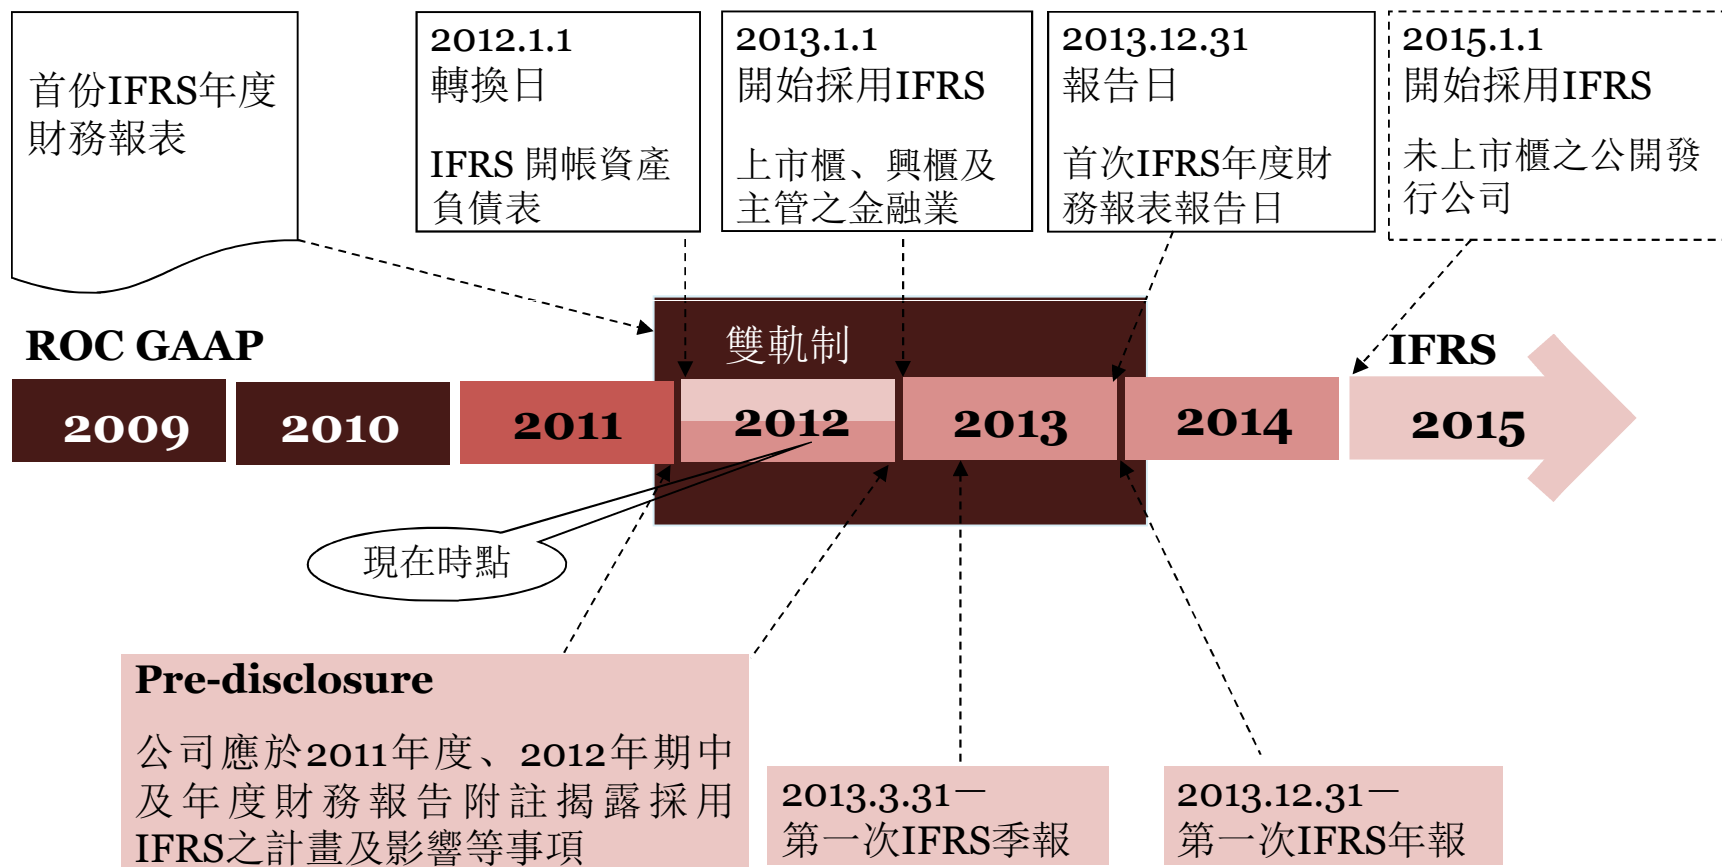 首份IFRS年度
財務報表
2012.1.1
轉換日
IFRS 開帳資產
負債表
2013.1.1
開始採用IFRS
上市櫃、興櫃及
主管之金融業
2013.12.31
報告日
首次IFRS年度財
務報表報告日
2015.1.1
開始採用IFRS
未上市櫃之公開發
行公司
ROC GAAP
雙軌制
IFRS
2009
2010
2011
2012
2013
2014
2015
現在時點
Pre-disclosure
公司應於2011年度、2012年期中
及年度財務報告附註揭露採用
IFRS之計畫及影響等事項
2013.3.31－
第一次IFRS季報
2013.12.31－
第一次IFRS年報